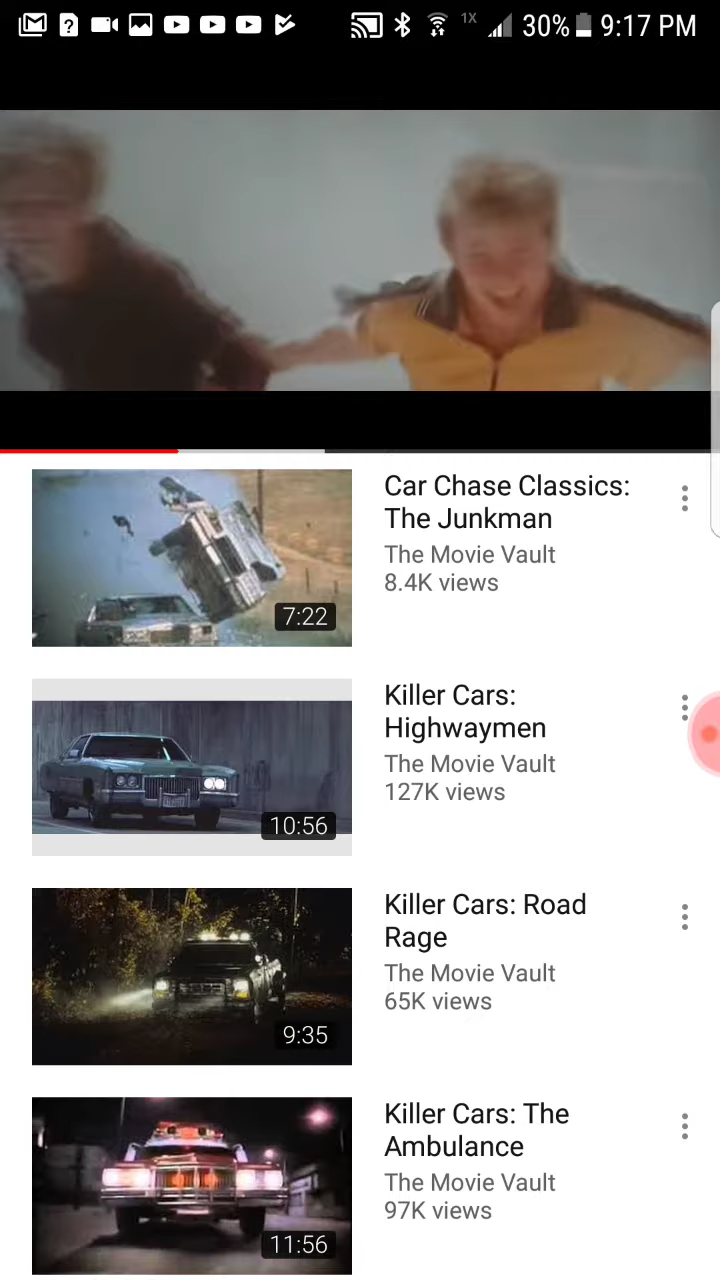 1X 30% 9:17 PM
Car Chase Classics:
The Junkman
The Movie Vault
8.4K views
7:22
Killer Cars:
Highwaymen
The Movie Vault
127K views
10:56
Killer Cars: Road
Rage
The Movie Vault
65K views
9:35
Killer Cars: The
Ambulance
The Movie Vault
97K views
11:56